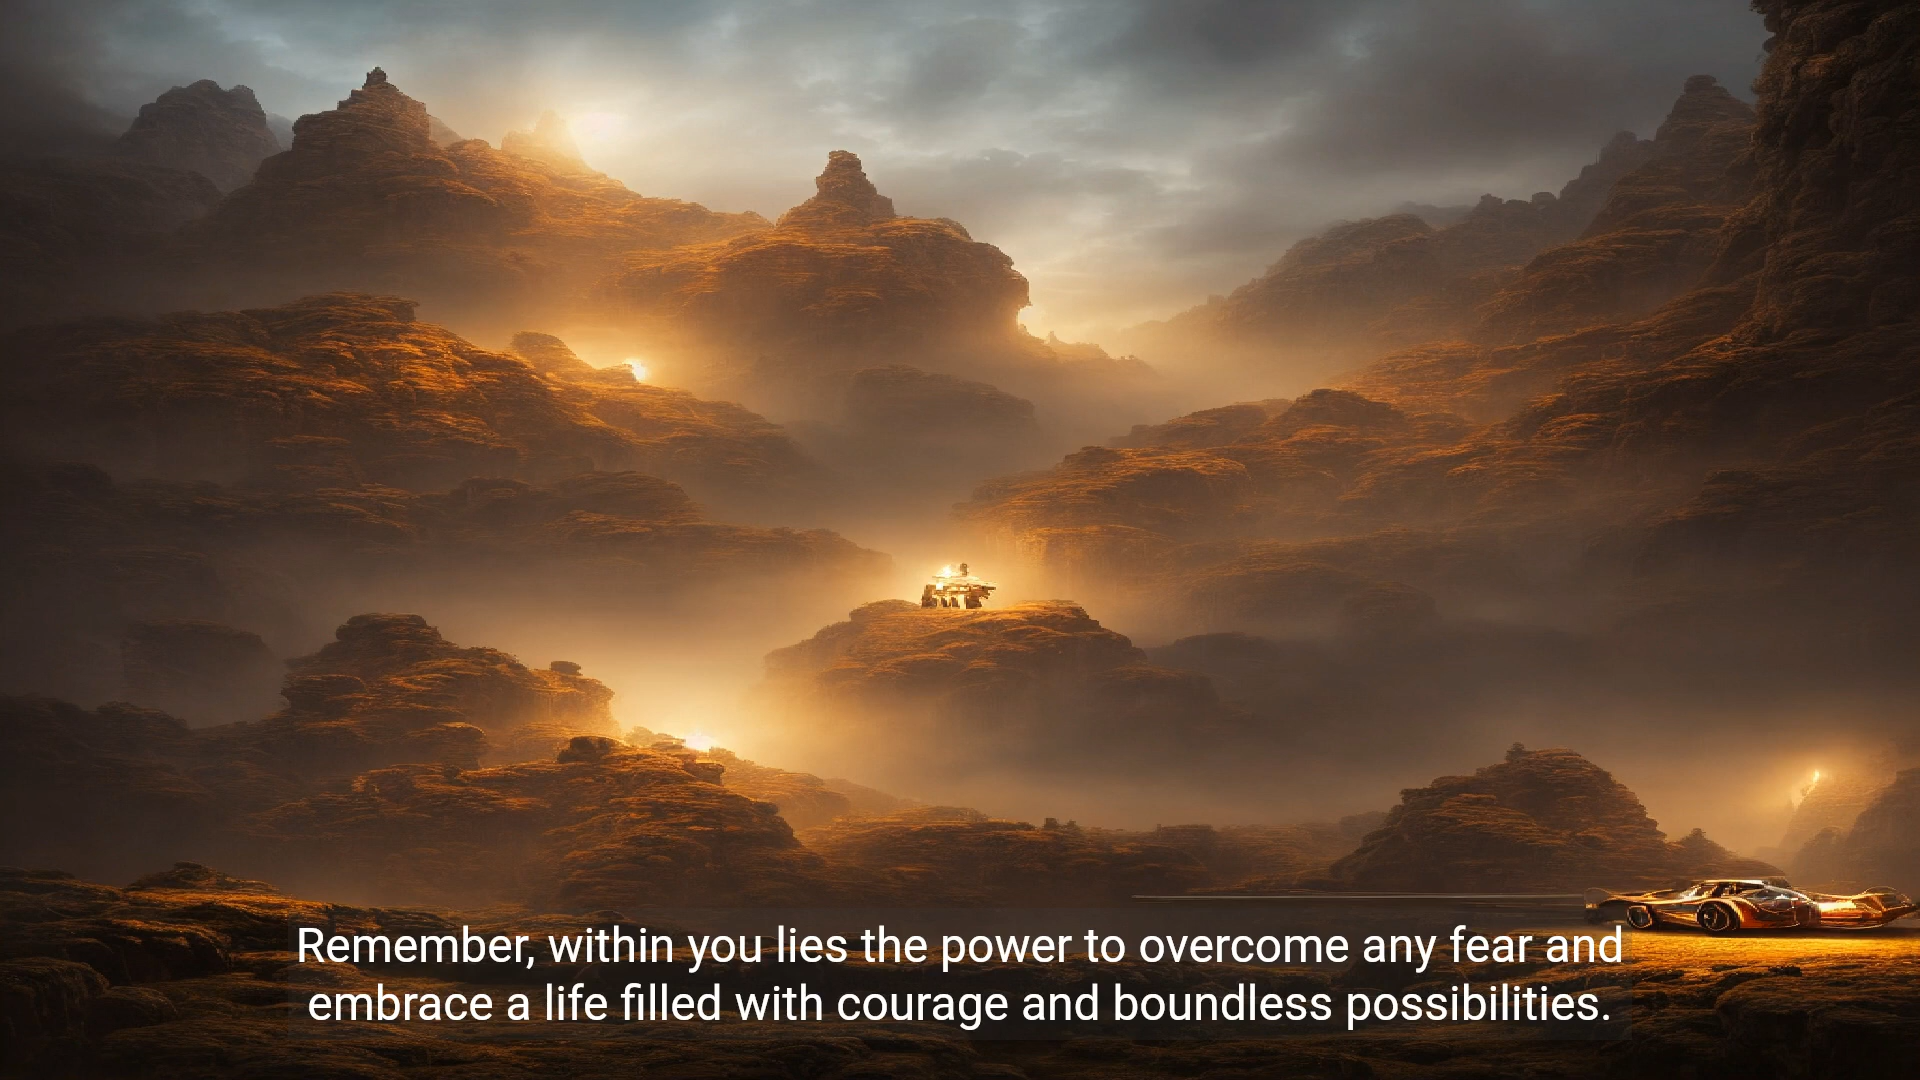 Remember, within you lies the power to overcome any fear and
embrace a life filled with courage and boundless possibilities.